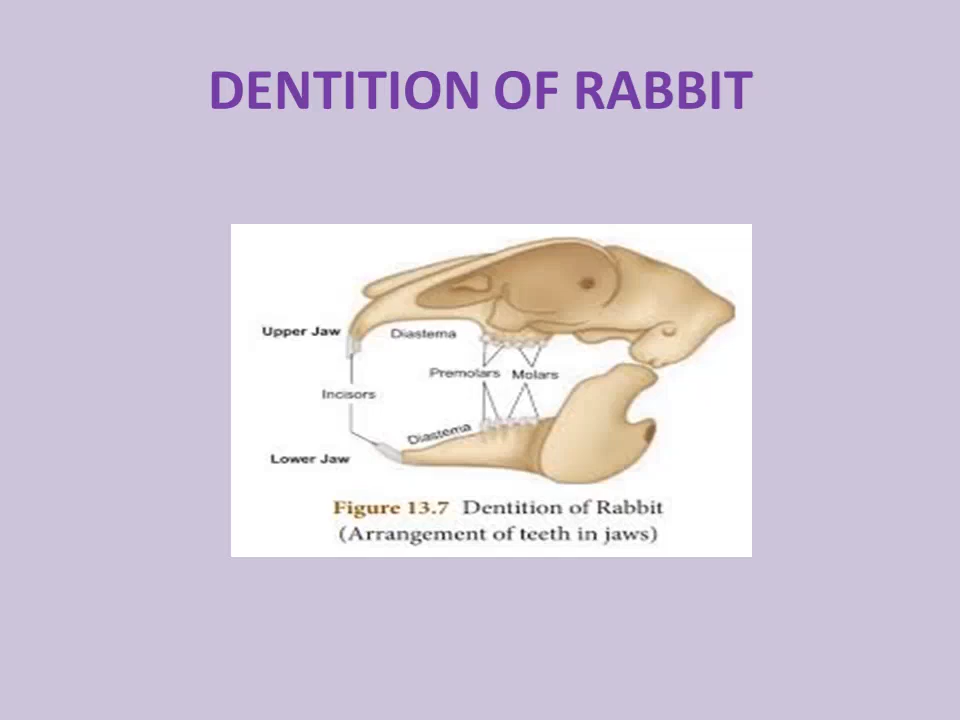 DENTITION OF RABBIT
Upper Jaw
Diastema
Premolars
Molars
Incisors
Diastema
Lower Jaw
Figure 13.7 Dentition of Rabbit
(Arrangement of teeth in jaws)